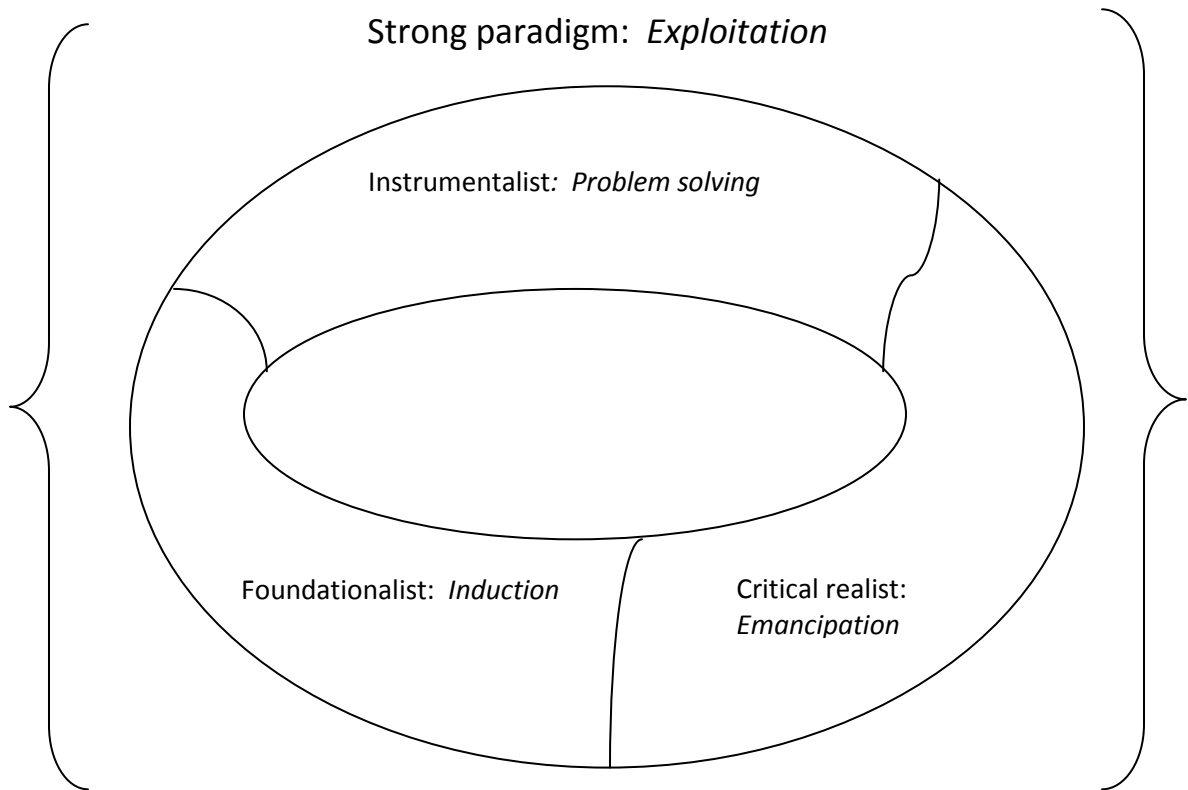 Strong paradigm: Exploitation
Instrumentalist: Problem solving
Foundationalist: Induction
Critical realist:
Emancipation